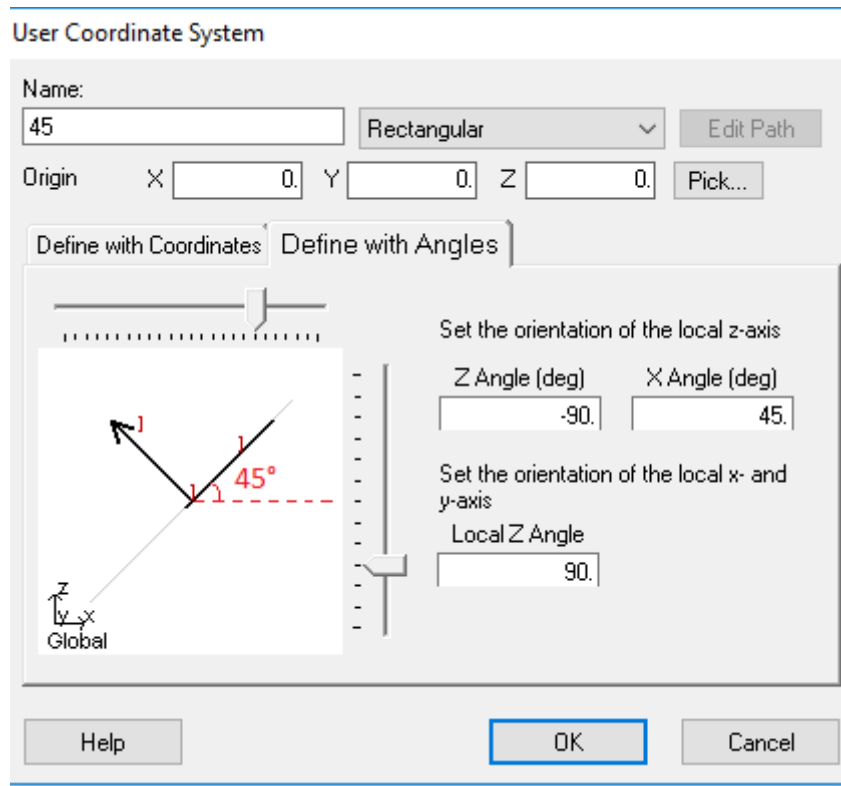 User Coordinate System
Name:
45 Rectangular Edit Path
Origin X 0. Y 0. Z 0. Pick...
Define with Coordinates Define with Angles
Set the orientation of the local z-axis
Z Angle (deg) X Angle (deg)
-90. 45.
45°
Set the orientation of the local x- and
y-axis
Local Z Angle
90.
Z
y x
Global
Help OK Cancel